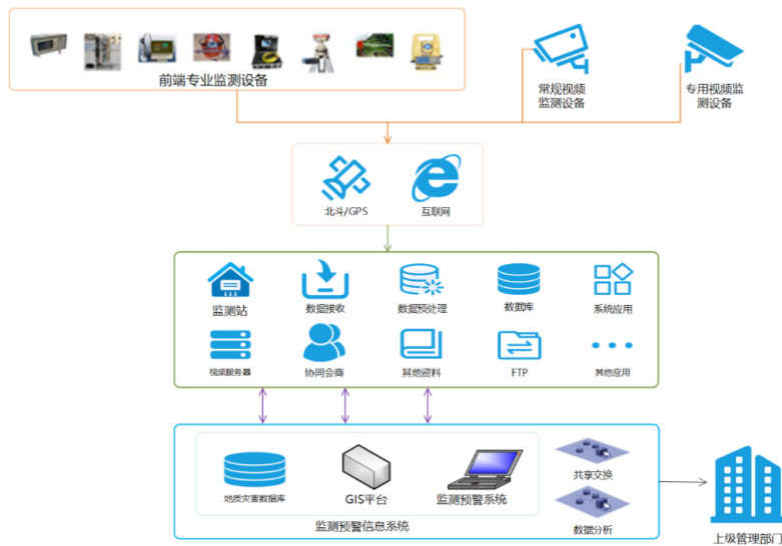 前端专业监测设备
常规视频
监测设备
专用视频监
测设备
北斗/GPS
互联网
监测站
数据接收
数据预处理
数据库
系统应用
视频服务器
协同会商
其他资料
FTP
其他应用
地质灾害数据库
GIS平台
监测预警系统
共享交换
监测预警信息系统
数据分析
上级管理部门